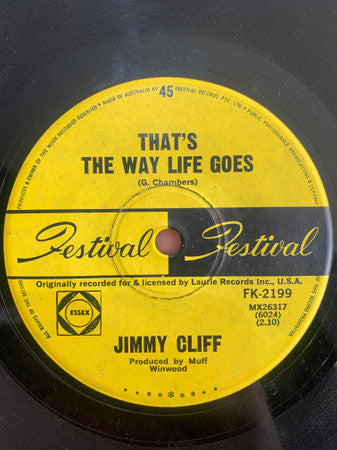 MADE IN AUSTRALIA BY 45 FESTIVAL RECORDS PTY. LTD.
THAT'S
THE WAY LIFE GOES
(G. Chambers)
Festival Festival
Originally recorded for & licensed by Laurie Records Inc., U.S.A.
FK-2199
MX26317
(6024)
(2.10)
ESSEX
JIMMY CLIFF
Produced by Muff
Winwood